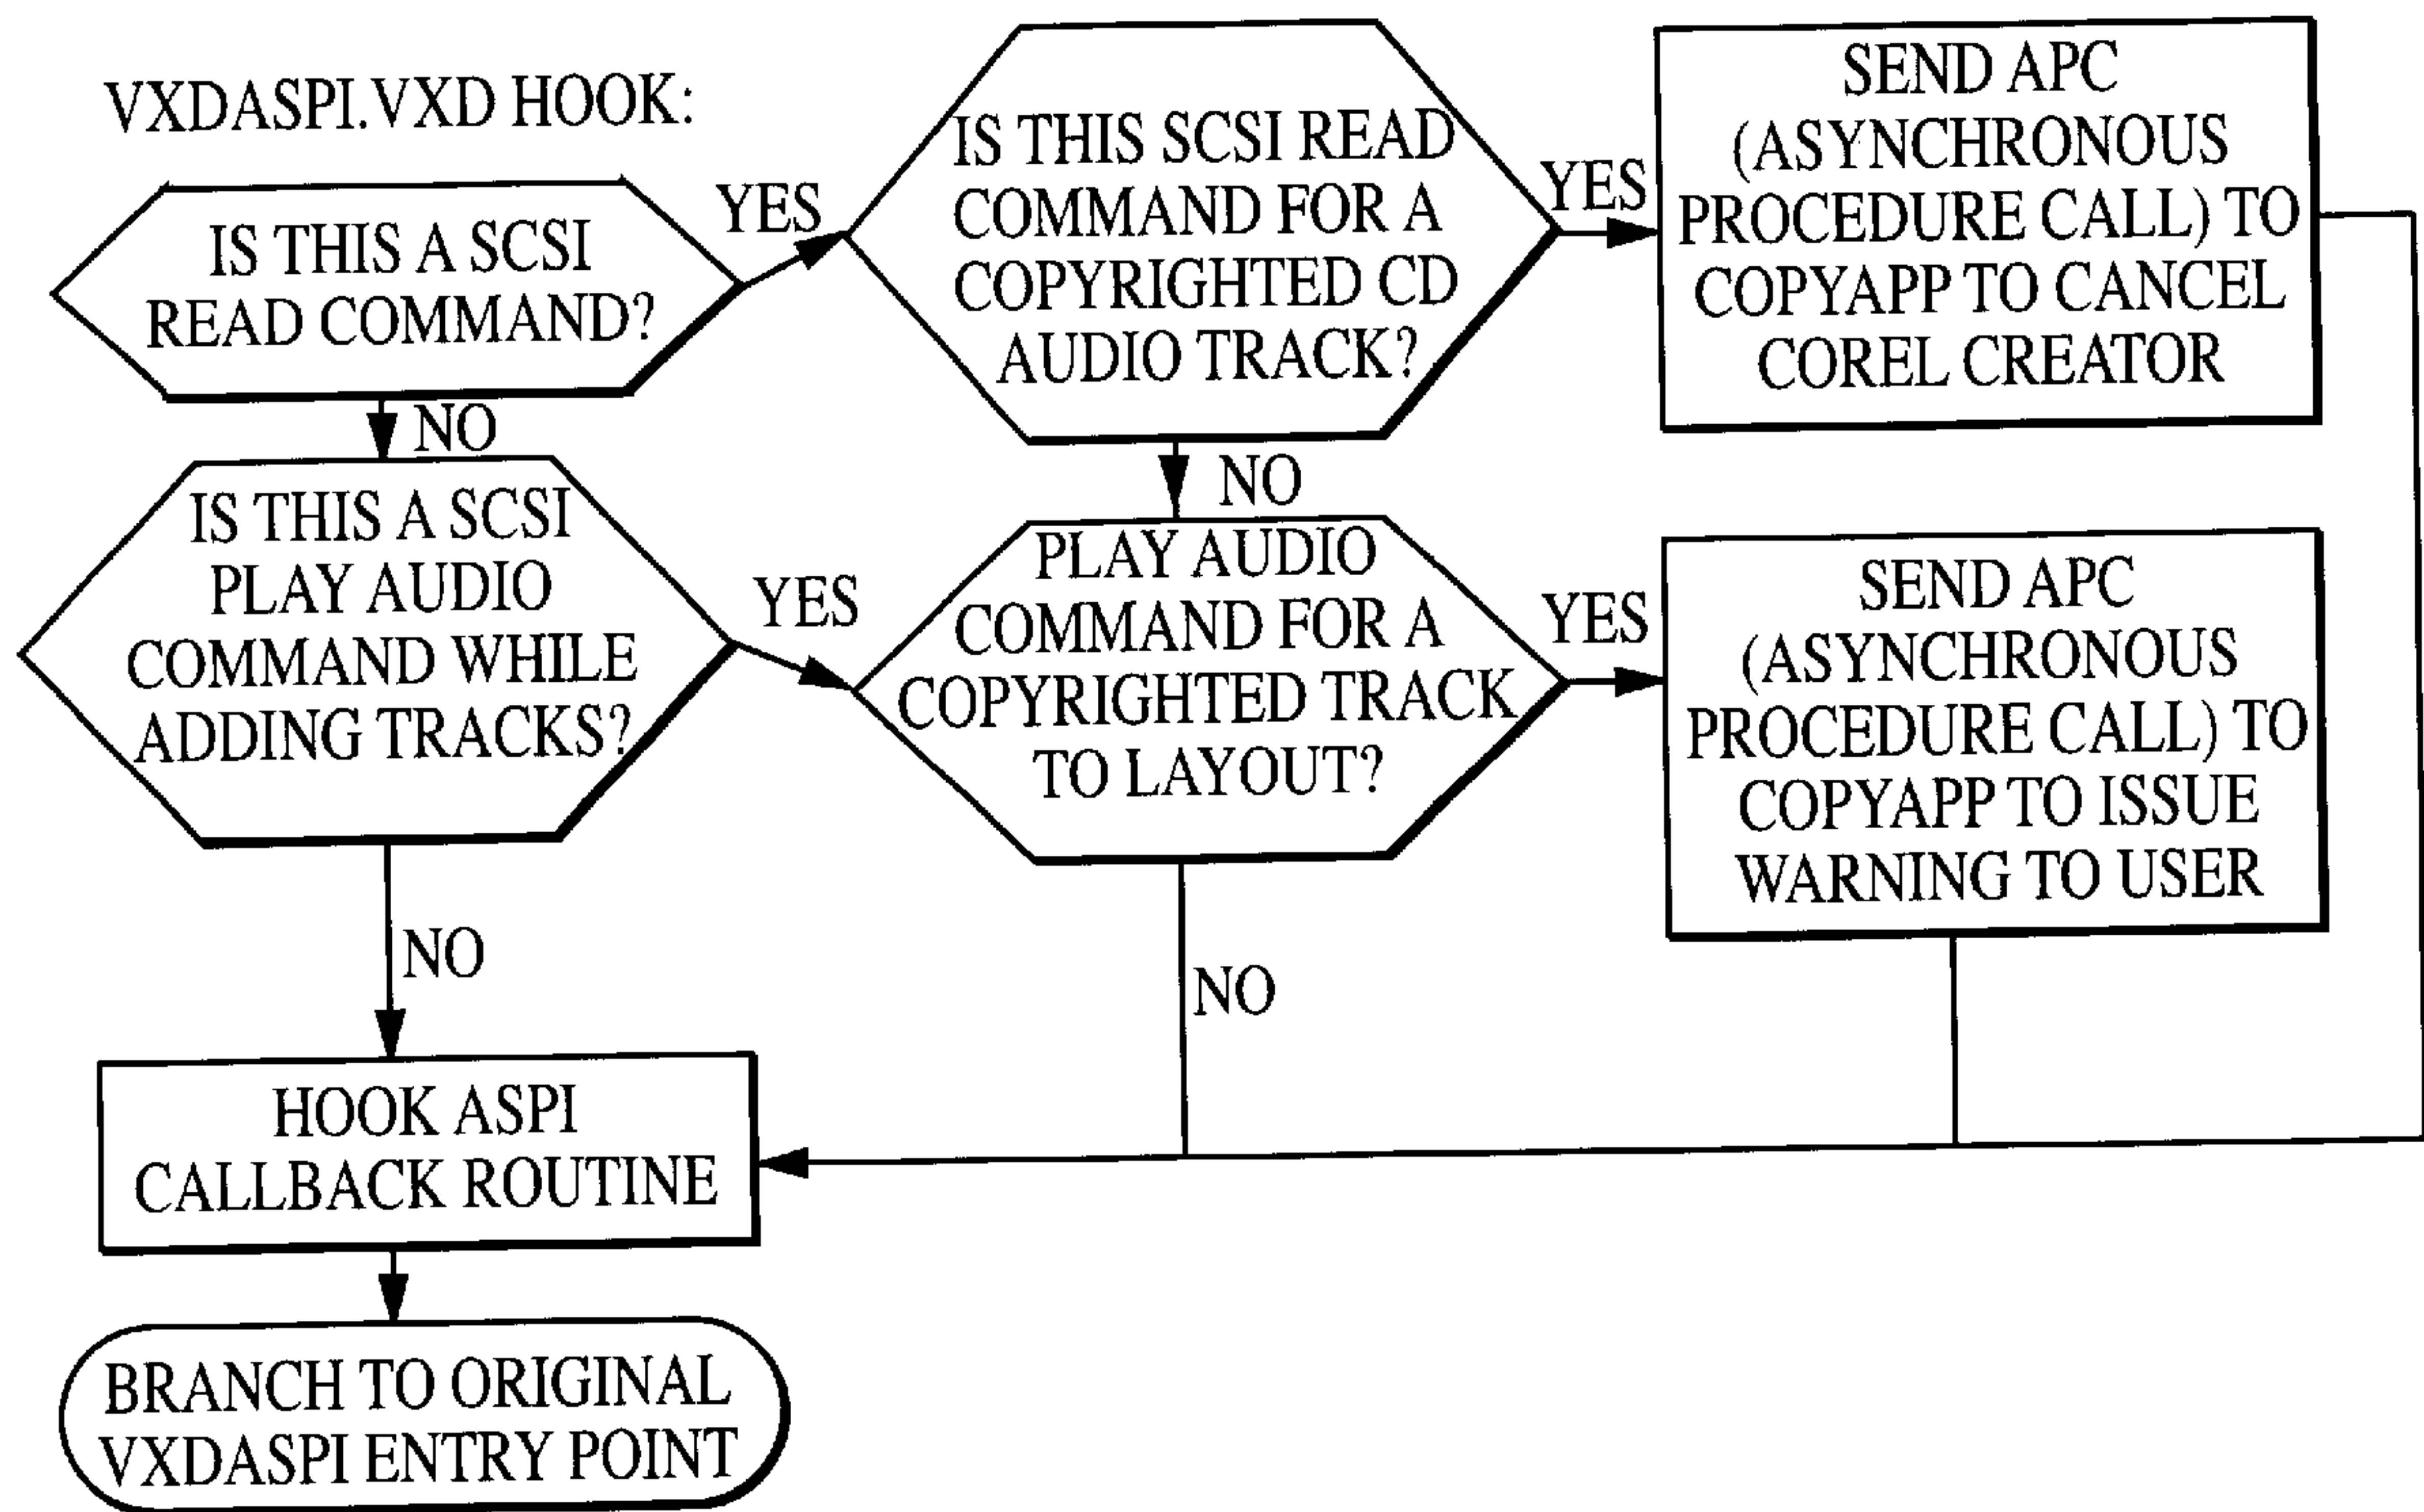 VXDASPI.VXD HOOK:
IS THIS A SCSI
READ COMMAND?
YES
NO
IS THIS SCSI READ
COMMAND FOR A
COPYRIGHTED CD
AUDIO TRACK?
YES
NO
SEND APC
(ASYNCHRONOUS
PROCEDURE CALL) TO
COPYAPP TO CANCEL
COREL CREATOR
IS THIS A SCSI
PLAY AUDIO
COMMAND WHILE
ADDING TRACKS?
YES
NO
PLAY AUDIO
COMMAND FOR A
COPYRIGHTED TRACK
TO LAYOUT?
YES
NO
SEND APC
(ASYNCHRONOUS
PROCEDURE CALL) TO
COPYAPP TO ISSUE
WARNING TO USER
HOOK ASPI
CALLBACK ROUTINE
BRANCH TO ORIGINAL
VXDASPI ENTRY POINT